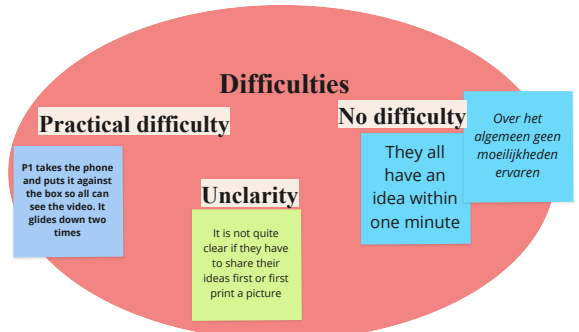 Difficulties
Practical difficulty
P1 takes the phone
and puts it against
the box so all can
see the video. It
glides down two
times
Unclarity
It is not quite
clear if they have
to share their
ideas first or first
print a picture
No difficulty
They all
have an
idea within
one minute
Over het
algemeen geen
moeilijkheden
ervaren